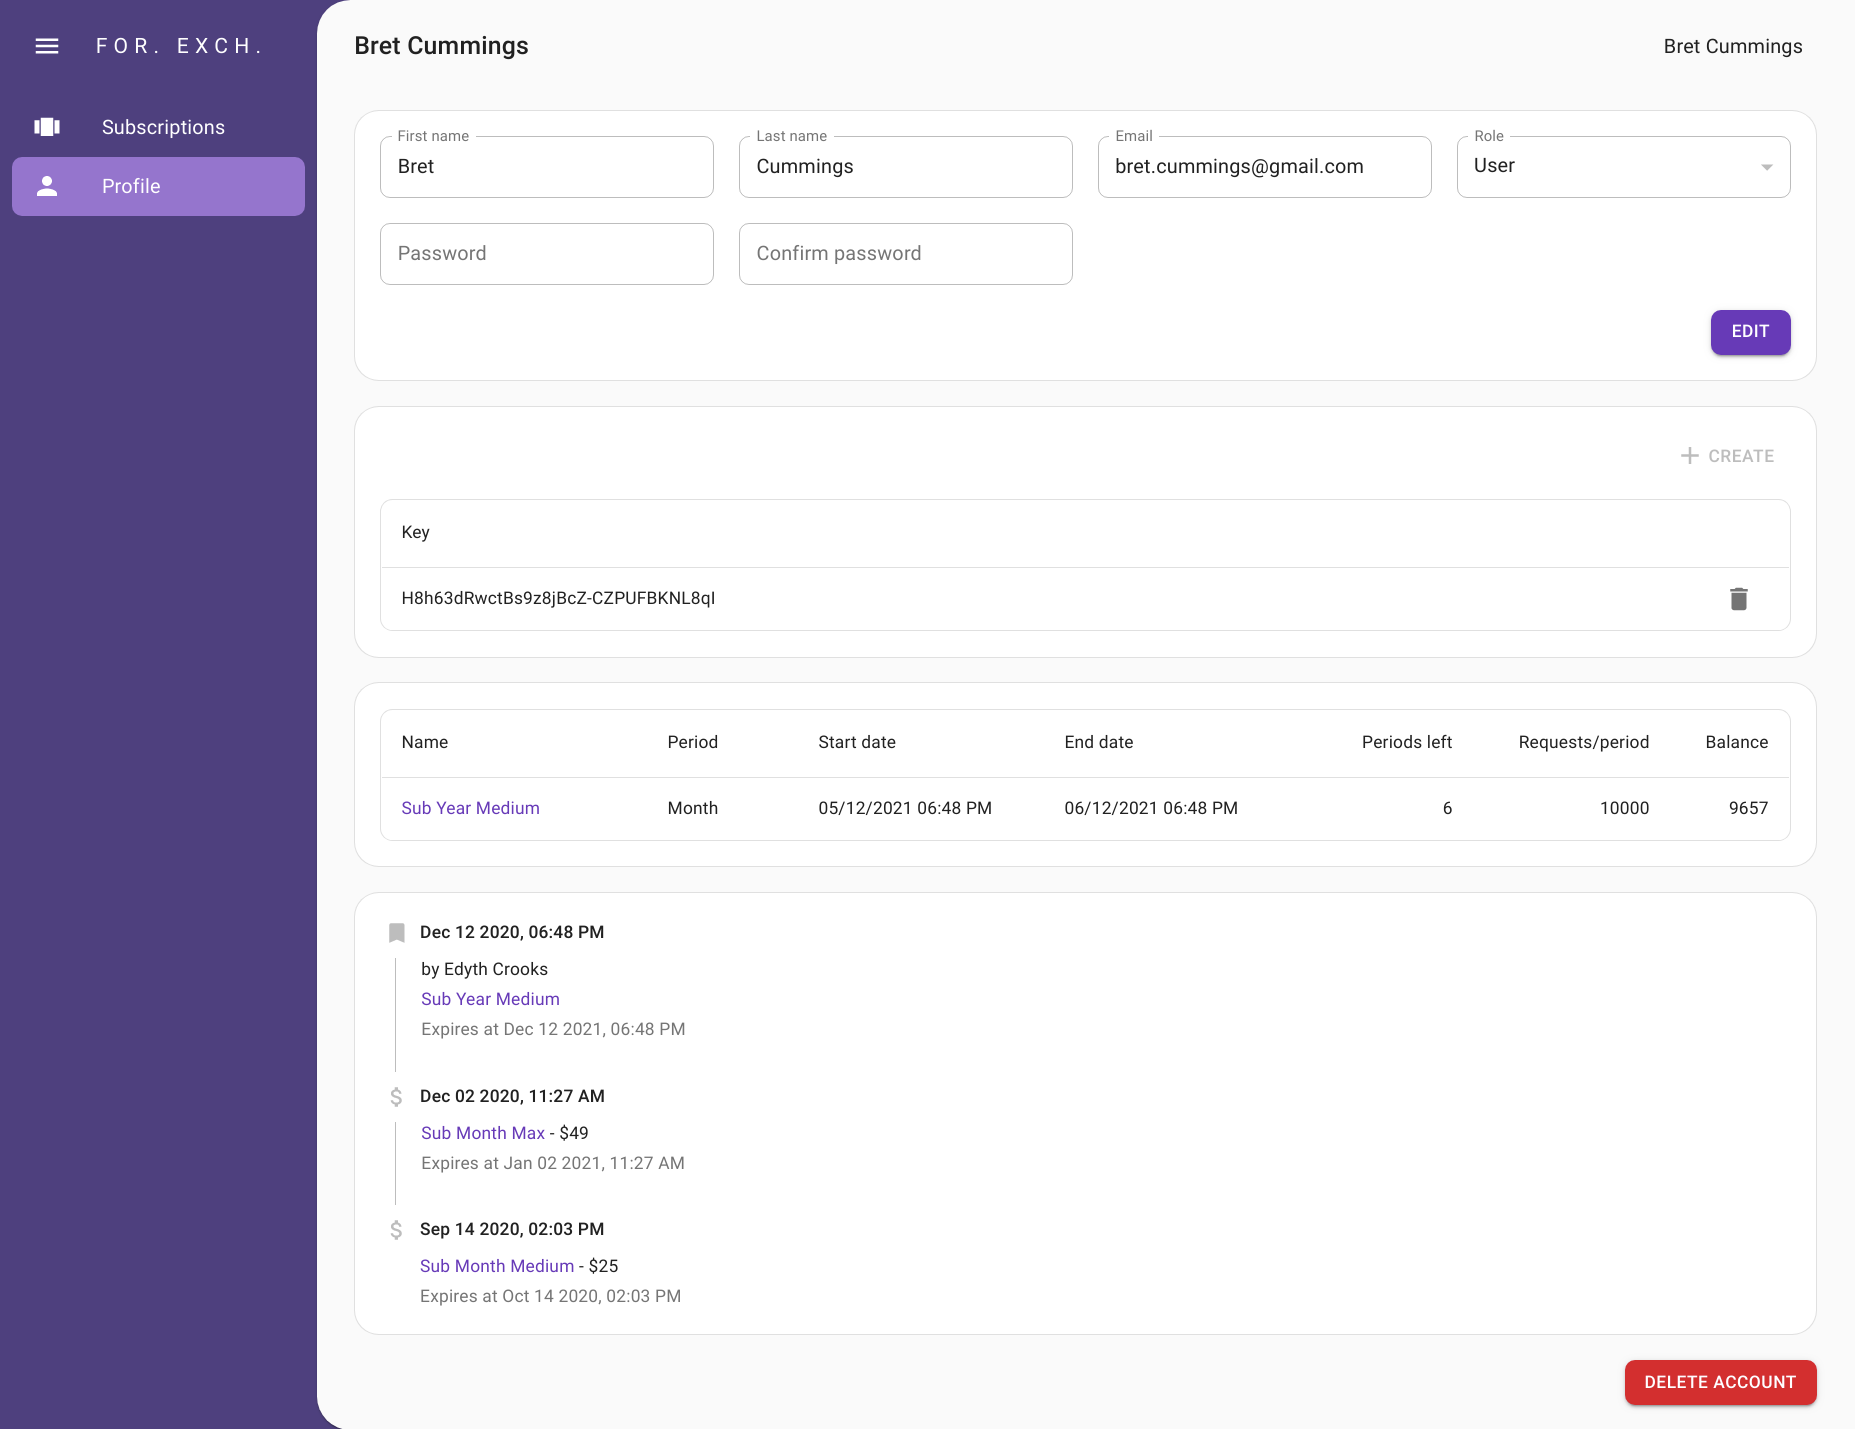 FOR. EXCH.
Bret Cummings
Bret Cummings
Subscriptions
Profile
First name
Last name
Email
Role
Bret
Cummings
bret.cummings@gmail.com
User
Password
Confirm password
EDIT
CREATE
Key
H8h63dRwctBs9z8jBcZ-CZPUFBKNL8qI
Name Period Start date End date Periods left Requests/period Balance
Sub Year Medium Month 05/12/2021 06:48 PM 06/12/2021 06:48 PM 6 10000 9657
Dec 12 2020, 06:48 PM
by Edyth Crooks
Sub Year Medium
Expires at Dec 12 2021, 06:48 PM
Dec 02 2020, 11:27 AM
Sub Month Max - $49
Expires at Jan 02 2021, 11:27 AM
Sep 14 2020, 02:03 PM
Sub Month Medium - $25
Expires at Oct 14 2020, 02:03 PM
DELETE ACCOUNT